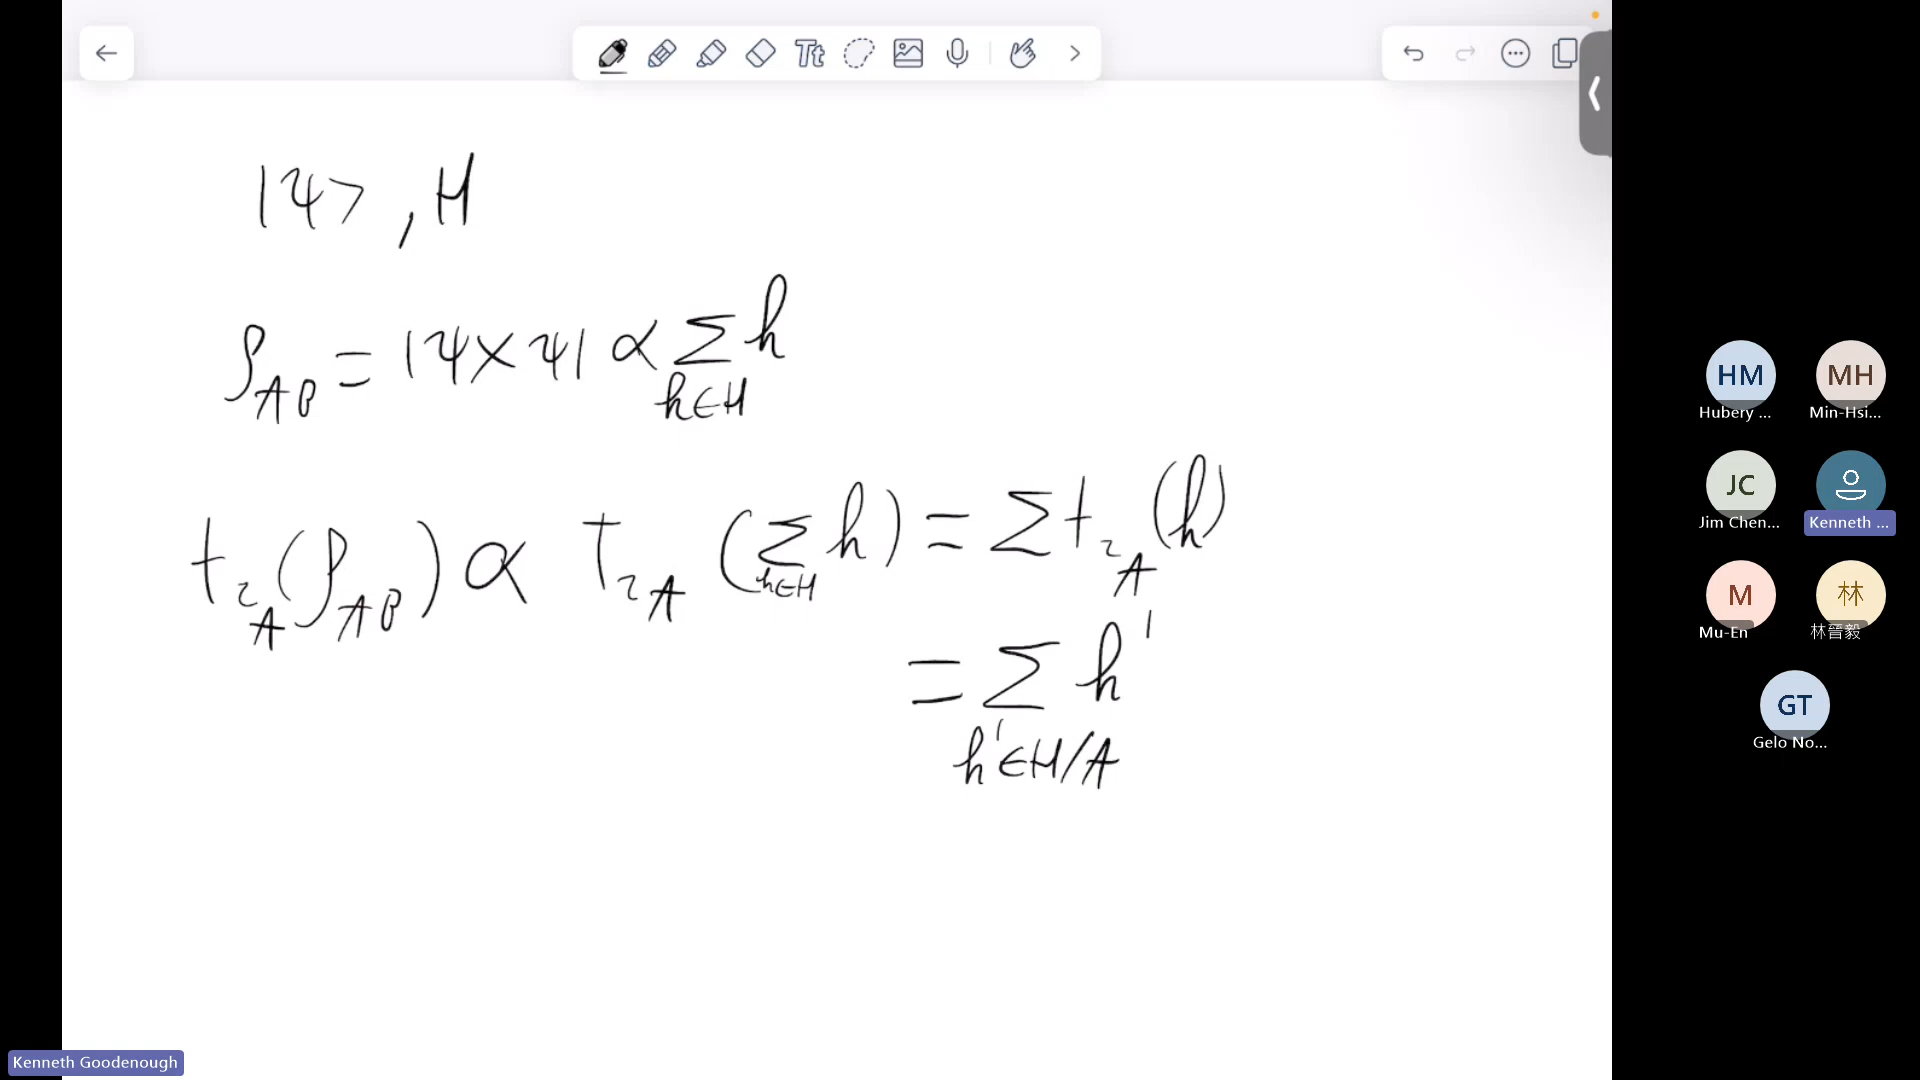 Tt
|ψ> , H
ρ_AB = |ψ×ψ| ∝ Σ_{h∈H} h
tr_A(ρ_AB) ∝ Tr_A (Σ_{h∈H} h) = Σ tr_A (h)
= Σ_{h'∈H/A} h'
HM
Hubery ...
MH
Min-Hsi...
JC
Jim Chen...
Kenneth ...
M
Mu-En
林
林晉毅
GT
Gelo No...
Kenneth Goodenough